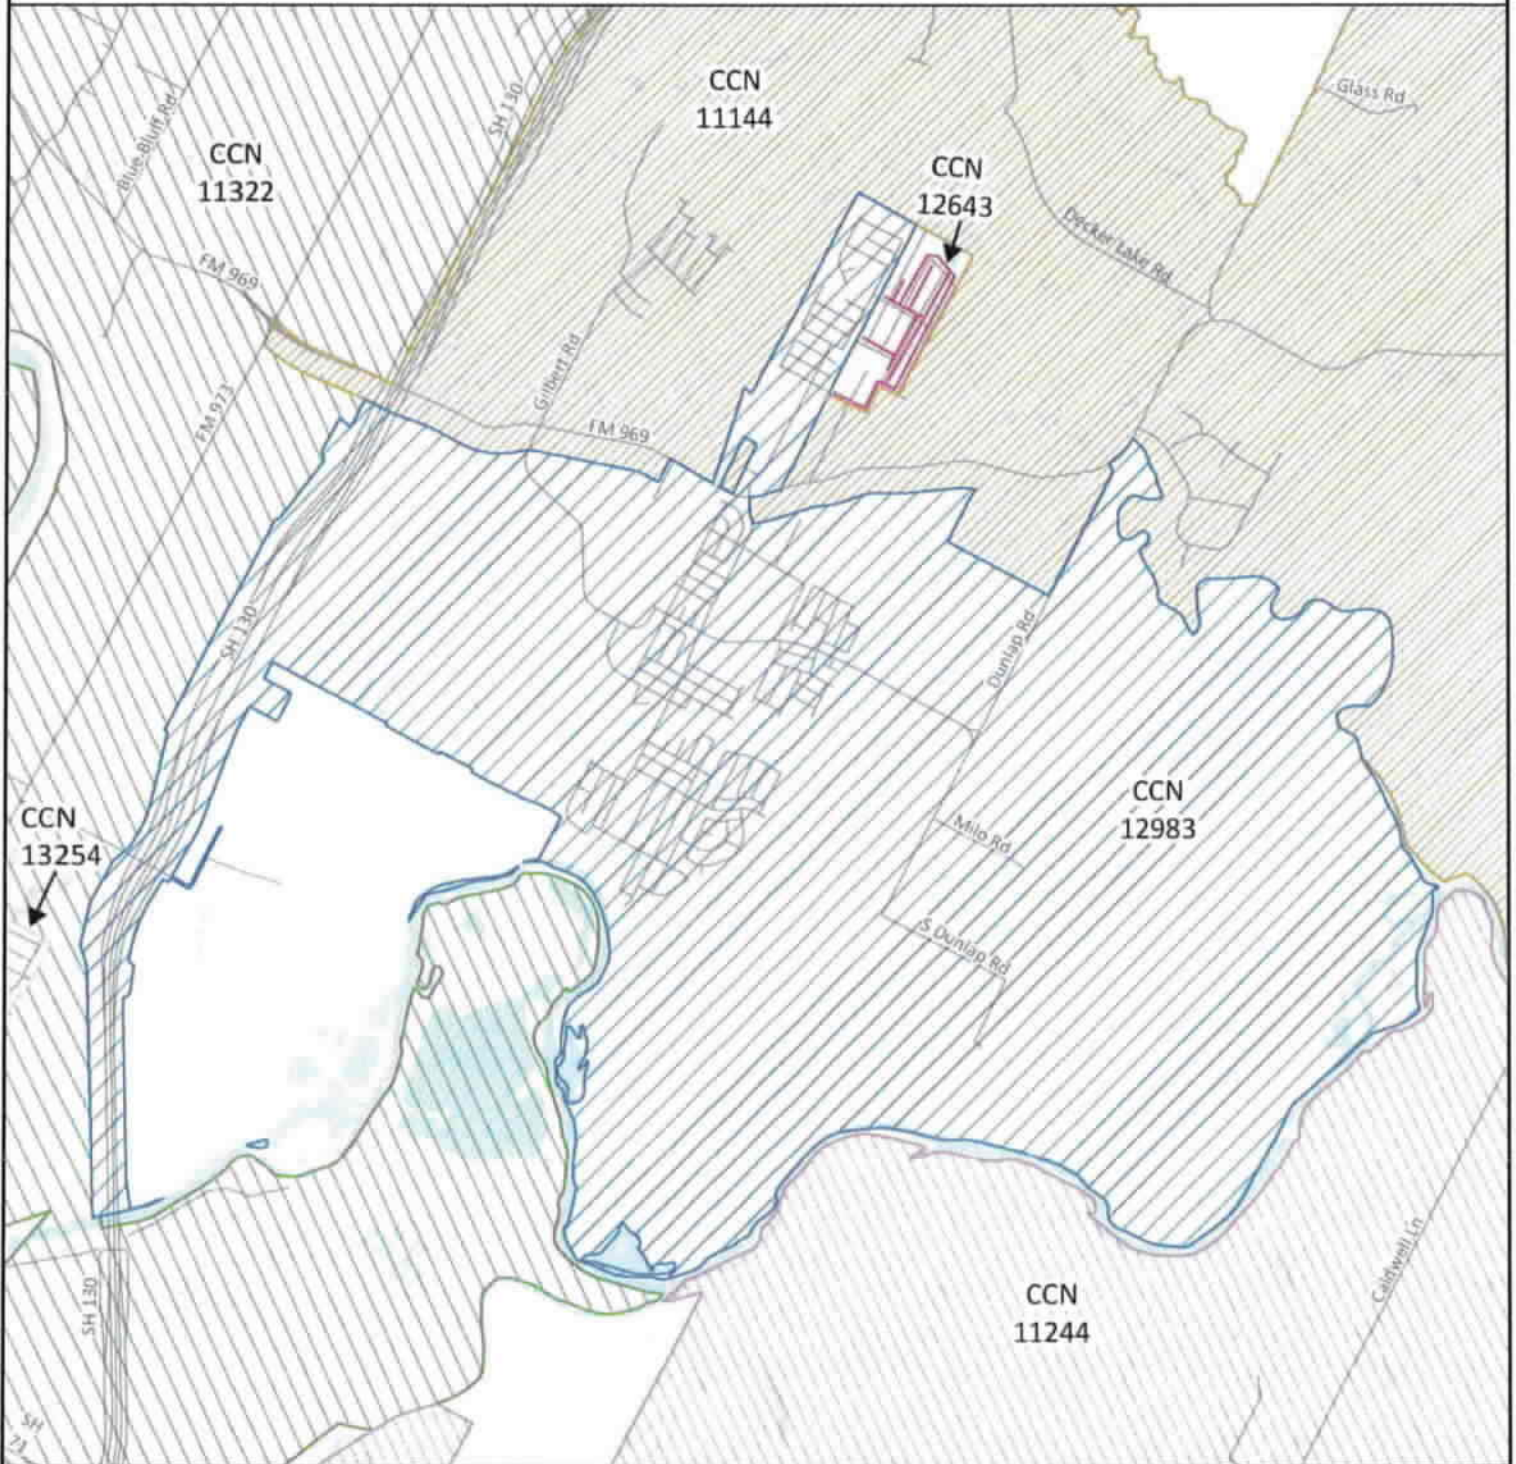 CCN
11144
Glass Rd
SH 130
Blue Bluff Rd
CCN
11322
CCN
12643
Decker Lake Rd
FM 969
Gilbert Rd
FM 973
FM 969
SH 130
Dunlap Rd
CCN
12983
CCN
13254
Milo Rd
S Dunlap Rd
CCN
11244
Caldwell Ln
SH 130
SH
71